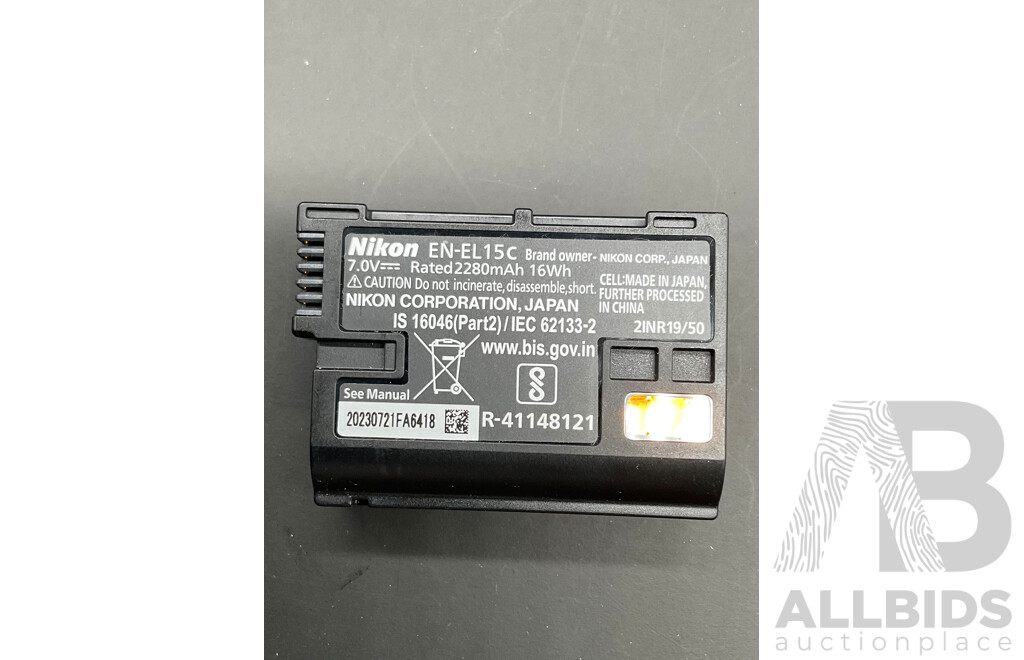 Nikon EN-EL15c Brand owner- NIKON CORP., JAPAN
7.0V⎓ Rated2280mAh 16Wh
⚠CAUTION Do not incinerate,disassemble,short.
CELL:MADE IN JAPAN,
FURTHER PROCESSED
IN CHINA
NIKON CORPORATION, JAPAN
IS 16046(Part2)/IEC 62133-2
2INR19/50
www.bis.gov.in
See Manual
20230721FA6418
R-41148121
AB
ALLBIDS
auctionplace